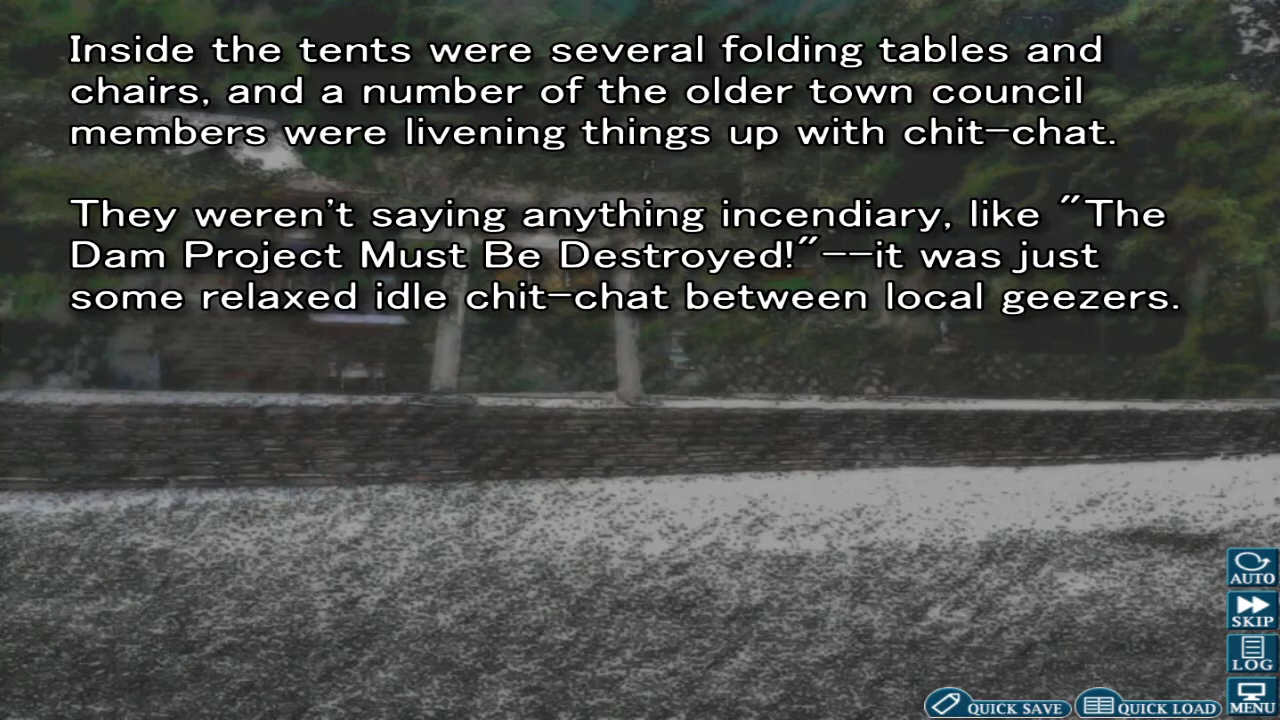 Inside the tents were several folding tables and
chairs, and a number of the older town council
members were livening things up with chit-chat.
They weren't saying anything incendiary, like "The
Dam Project Must Be Destroyed!"--it was just
some relaxed idle chit-chat between local geezers.
AUTO
SKIP
LOG
MENU
QUICK SAVE
QUICK LOAD